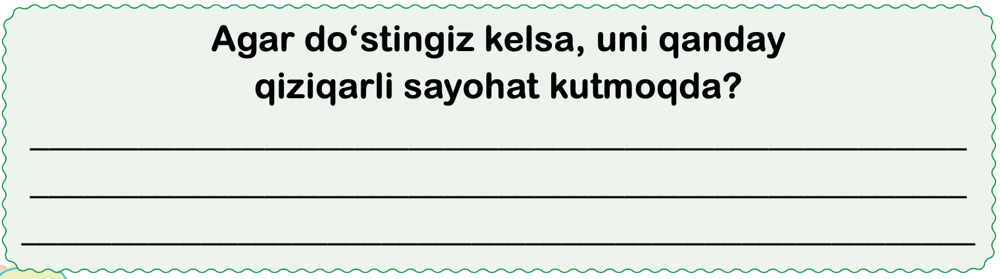 Agar do‘stingiz kelsa, uni qanday
qiziqarli sayohat kutmoqda?